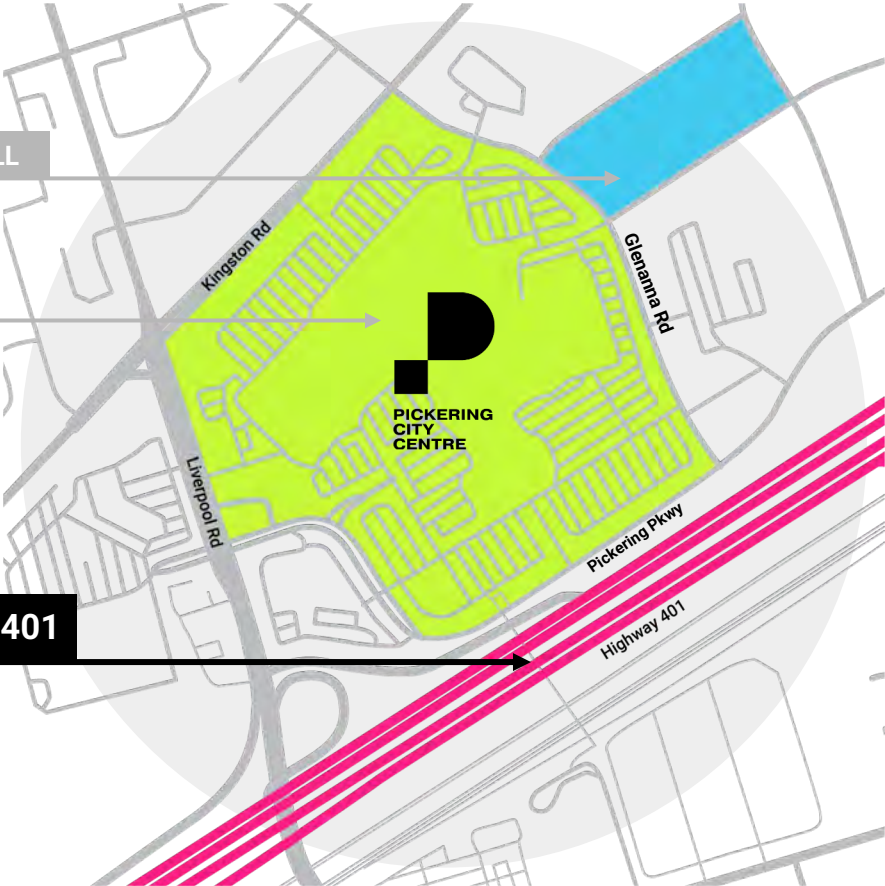 LL
Kingston Rd
Glenanna Rd
PICKERING
CITY
CENTRE
Liverpool Rd
Pickering Pkwy
401
Highway 401